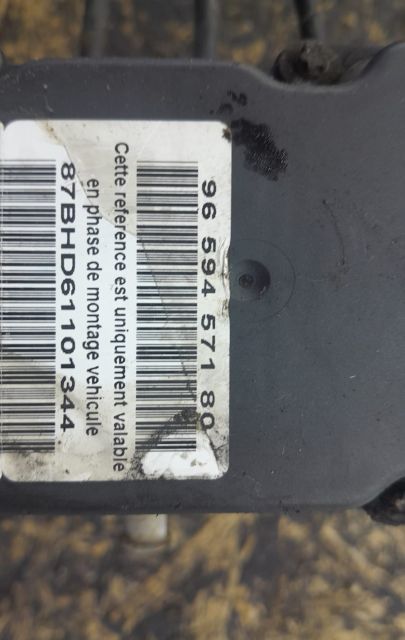 96 594 571 80
Cette reference est uniquement valable
en phase de montage vehicule
87BHD61101344